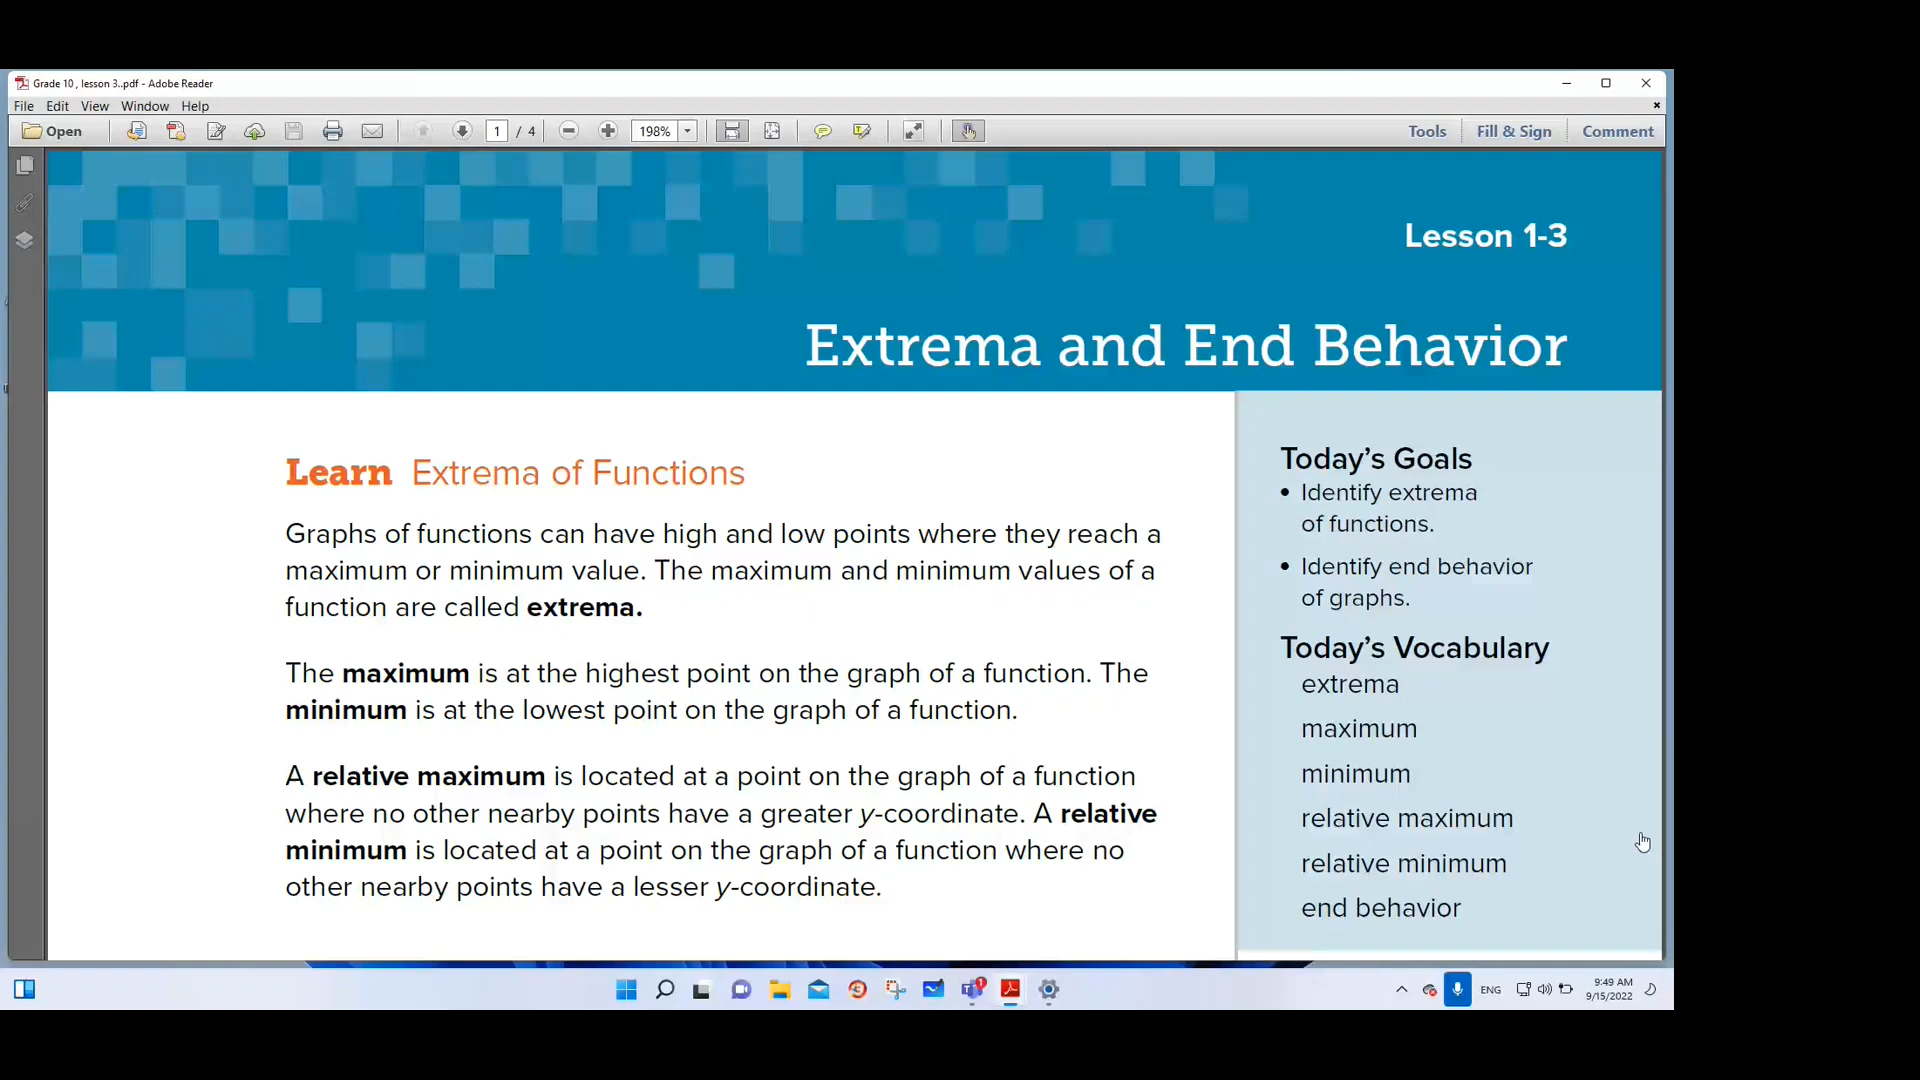 Grade 10 , lesson 3..pdf - Adobe Reader
File Edit View Window Help
Open 1 / 4 198% Tools Fill & Sign Comment
Lesson 1-3
Extrema and End Behavior
Learn Extrema of Functions
Graphs of functions can have high and low points where they reach a
maximum or minimum value. The maximum and minimum values of a
function are called extrema.
The maximum is at the highest point on the graph of a function. The
minimum is at the lowest point on the graph of a function.
A relative maximum is located at a point on the graph of a function
where no other nearby points have a greater y-coordinate. A relative
minimum is located at a point on the graph of a function where no
other nearby points have a lesser y-coordinate.
Today's Goals
• Identify extrema
of functions.
• Identify end behavior
of graphs.
Today's Vocabulary
extrema
maximum
minimum
relative maximum
relative minimum
end behavior
ENG
9:49 AM
9/15/2022